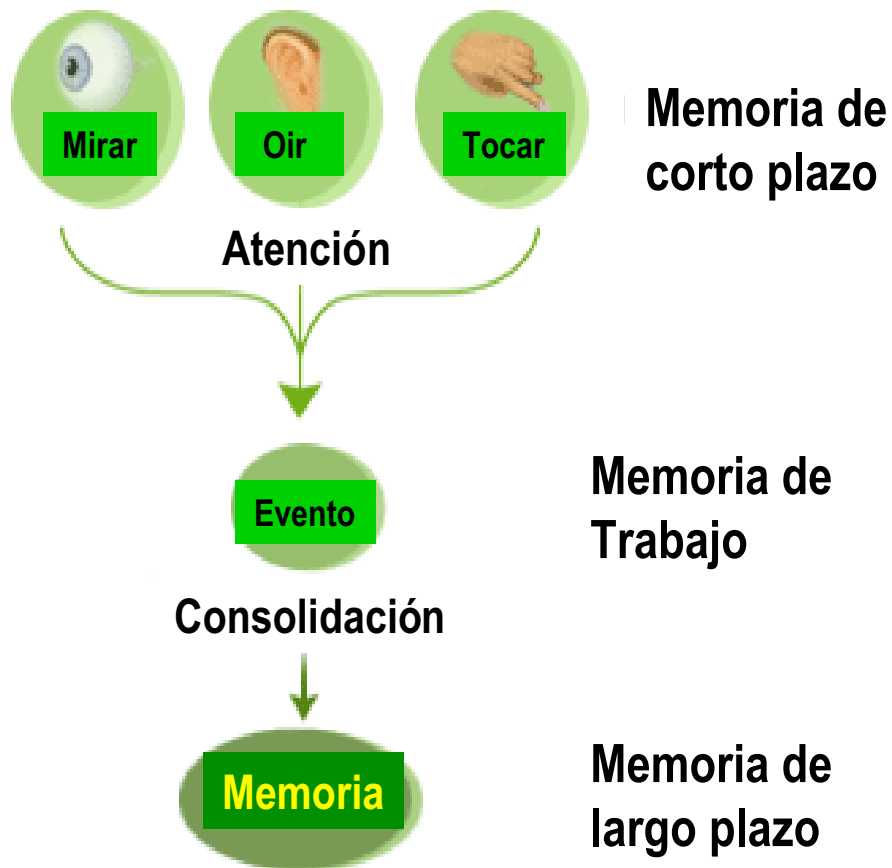 Mirar
Oir
Tocar
Memoria de
corto plazo
Atención
Evento
Memoria de
Trabajo
Consolidación
Memoria
Memoria de
largo plazo